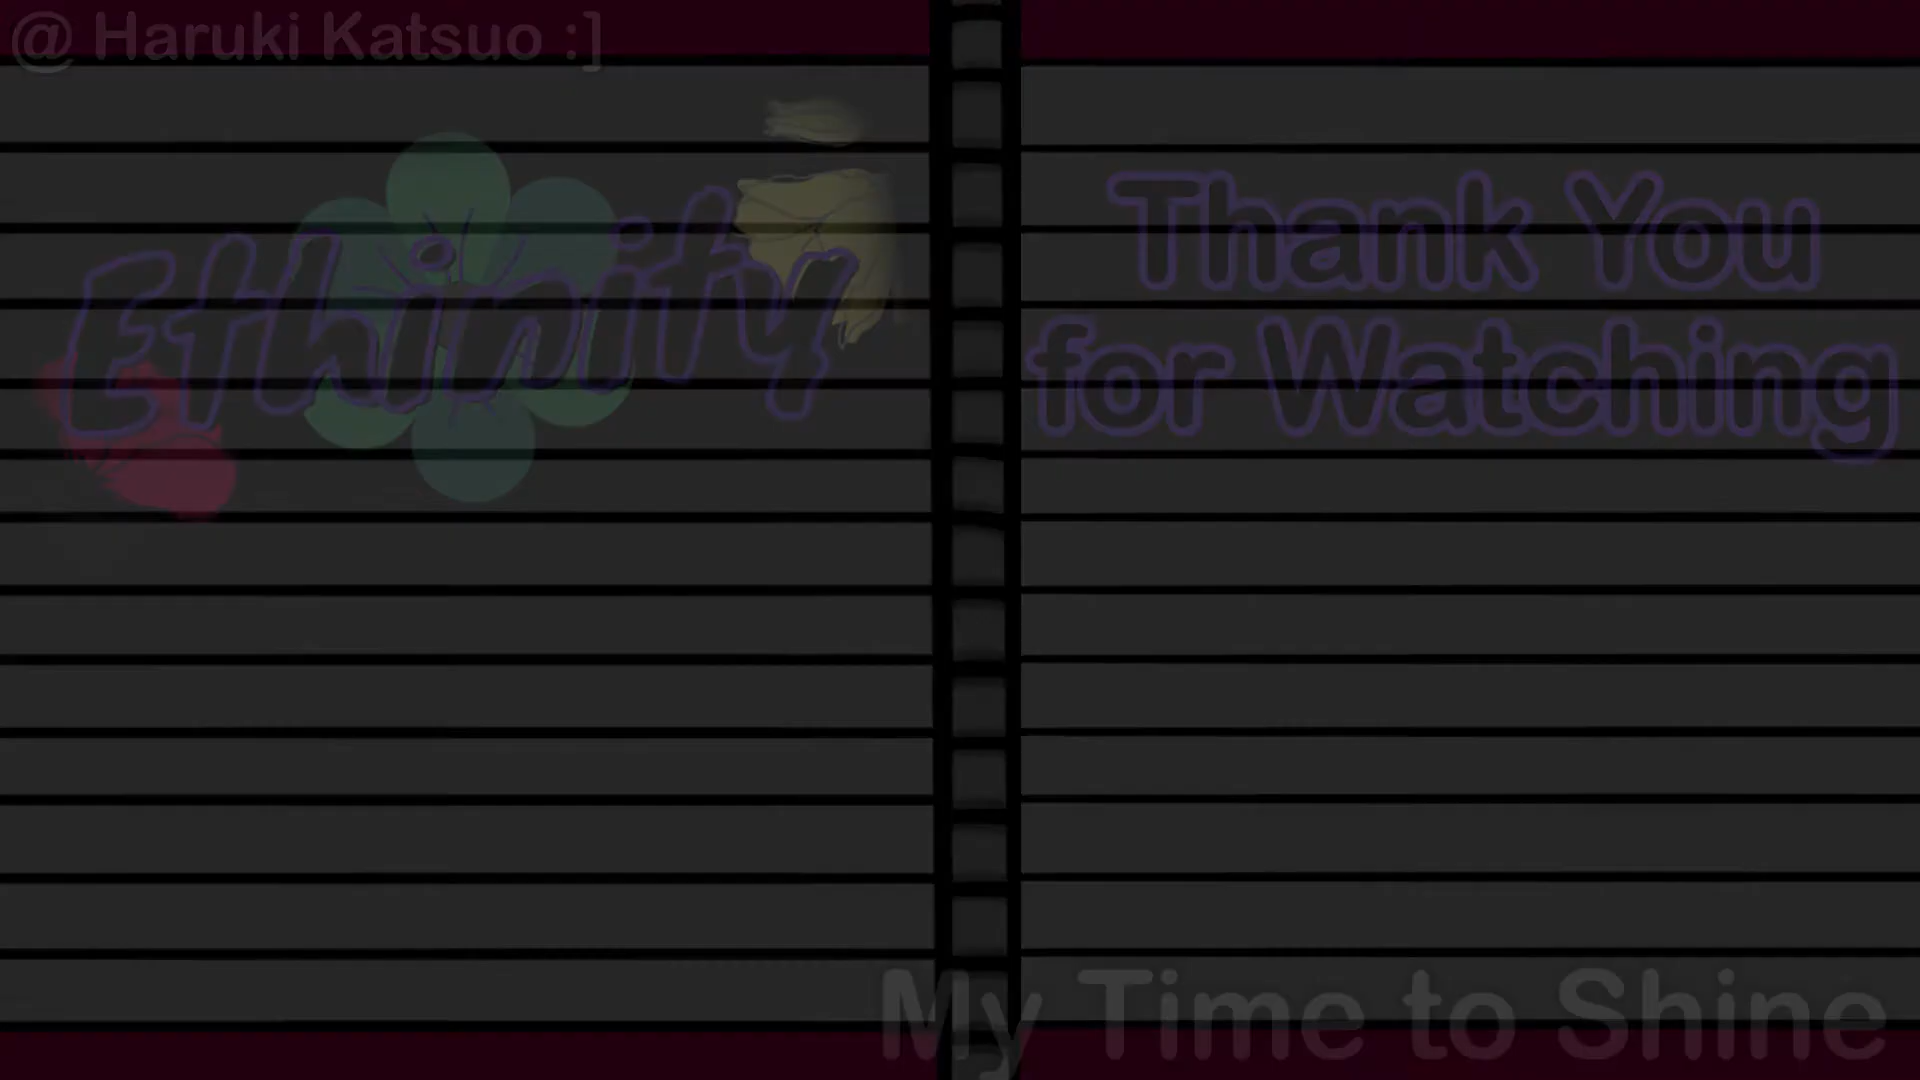 @ Haruki Katsuo :]
Ethinity
Thank You
for Watching
My Time to Shine